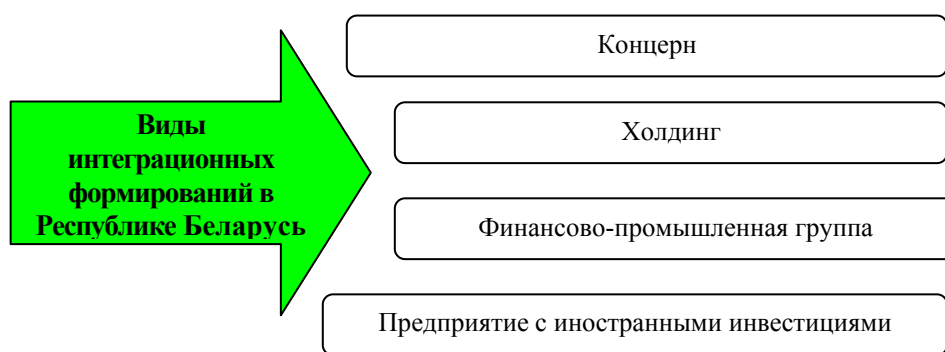 Виды
интеграционных
формирований в
Республике Беларусь
Концерн
Холдинг
Финансово-промышленная группа
Предприятие с иностранными инвестициями